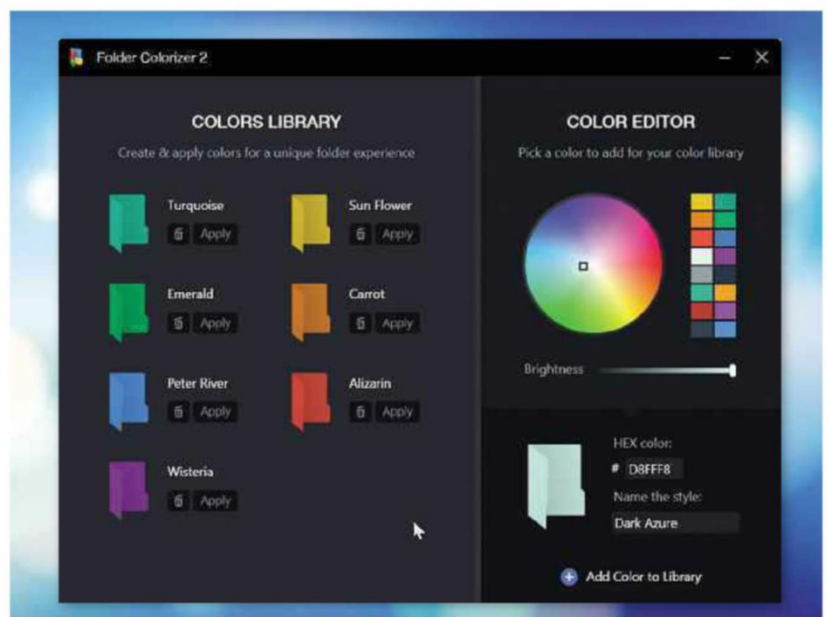 Folder Colorizer 2
COLORS LIBRARY
Create & apply colors for a unique folder experience
Turquoise
Apply
Sun Flower
Apply
Emerald
Apply
Carrot
Apply
Peter River
Apply
Alizarin
Apply
Wisteria
Apply
COLOR EDITOR
Pick a color to add for your color library
Brightness
HEX color:
# D8FFF8
Name the style:
Dark Azure
Add Color to Library